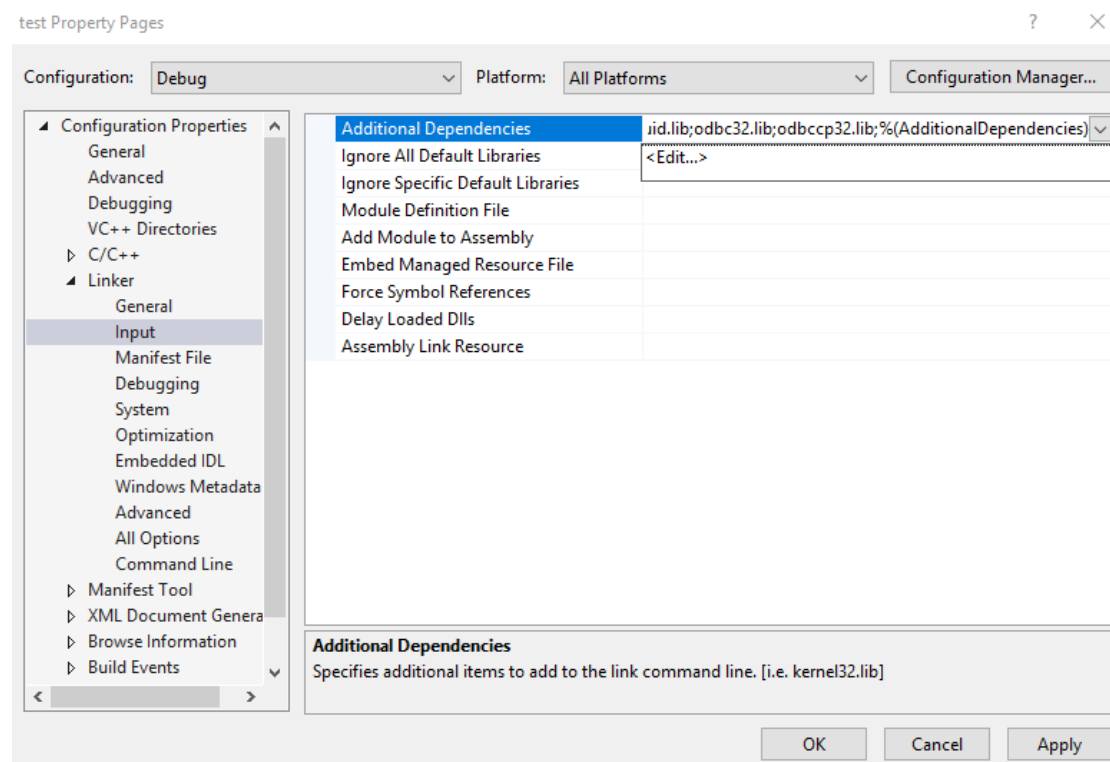 test Property Pages
Configuration: Debug Platform: All Platforms Configuration Manager...
Configuration Properties
General
Advanced
Debugging
VC++ Directories
C/C++
Linker
General
Input
Manifest File
Debugging
System
Optimization
Embedded IDL
Windows Metadata
Advanced
All Options
Command Line
Manifest Tool
XML Document Genera
Browse Information
Build Events
Additional Dependencies uid.lib;odbc32.lib;odbccp32.lib;%(AdditionalDependencies)
Ignore All Default Libraries <Edit...>
Ignore Specific Default Libraries
Module Definition File
Add Module to Assembly
Embed Managed Resource File
Force Symbol References
Delay Loaded Dlls
Assembly Link Resource
Additional Dependencies
Specifies additional items to add to the link command line. [i.e. kernel32.lib]
OK Cancel Apply